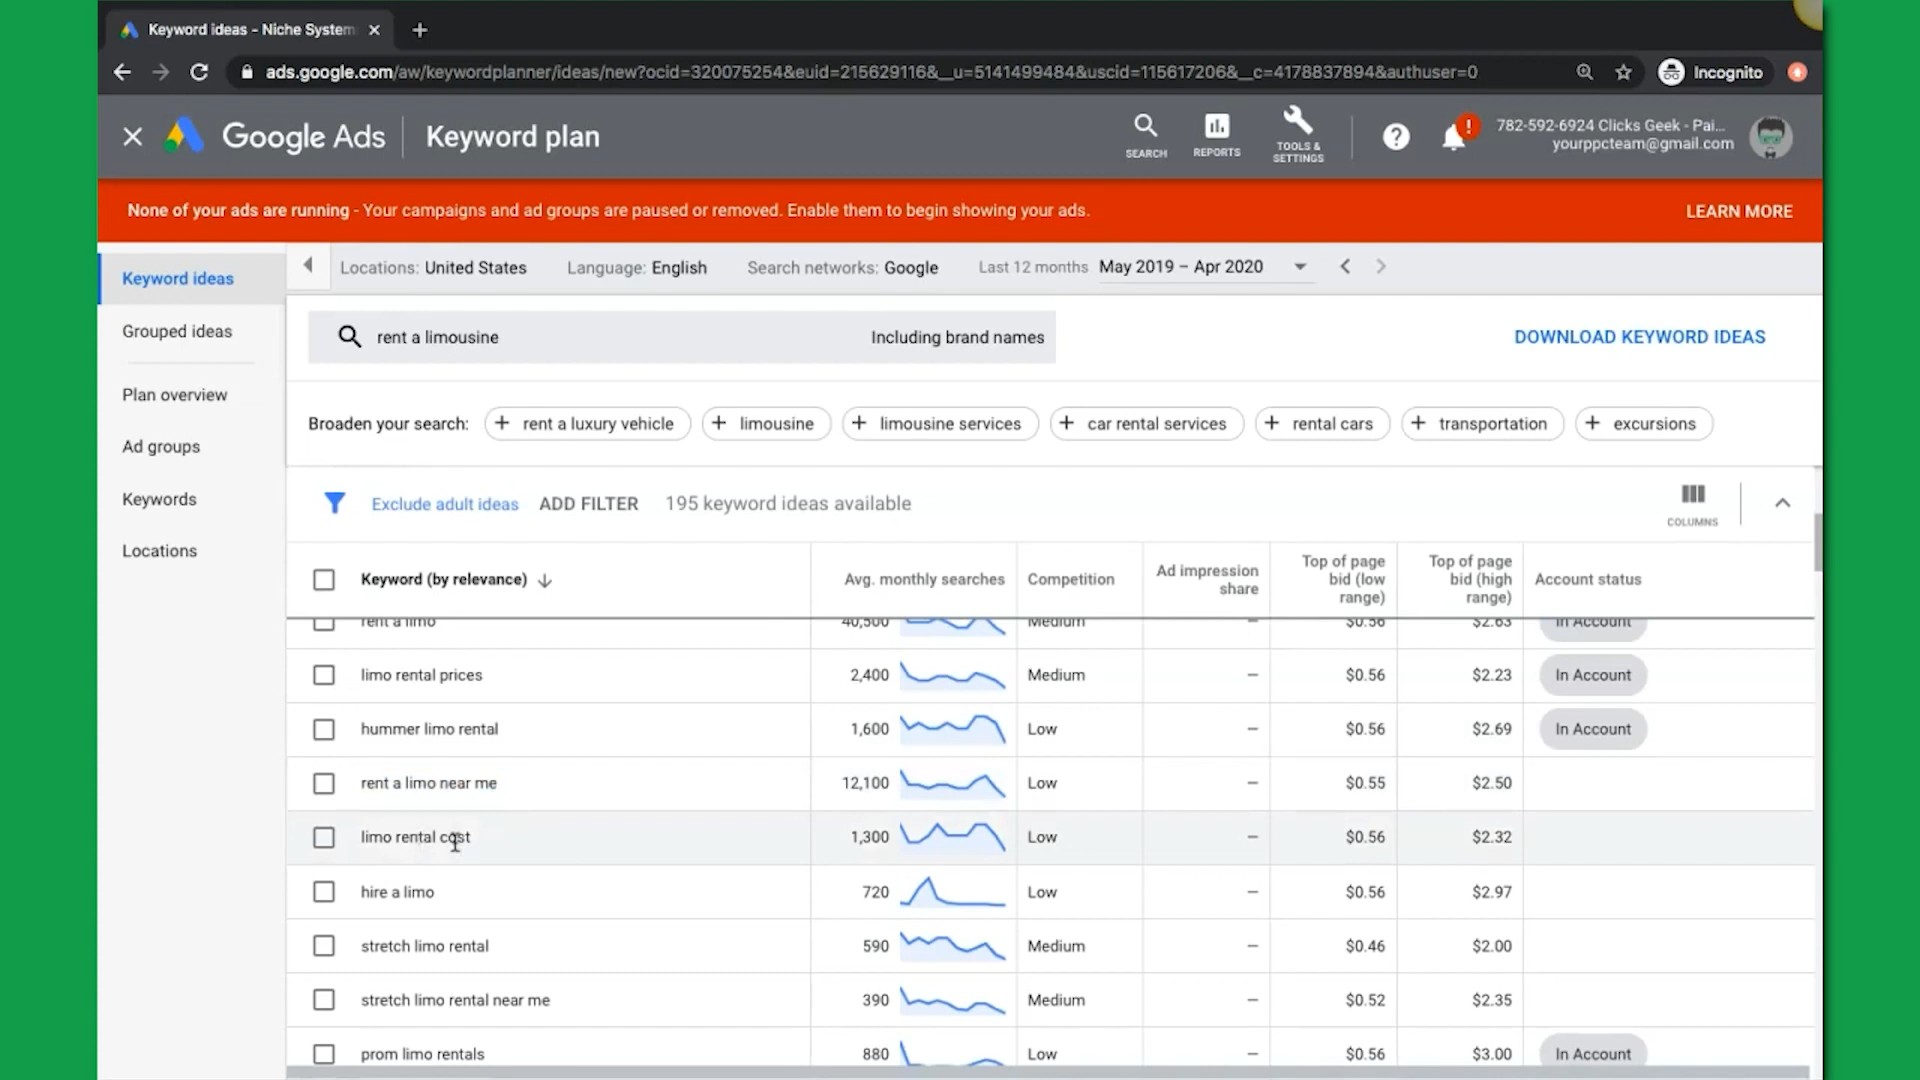 Keyword ideas - Niche System
ads.google.com/aw/keywordplanner/ideas/new?ocid=320075254&euid=215629116&__u=5141499484&uscid=115617206&__c=4178837894&authuser=0
Incognito
Google Ads
Keyword plan
SEARCH
REPORTS
TOOLS &
SETTINGS
782-592-6924 Clicks Geek - Pai...
yourppcteam@gmail.com
None of your ads are running - Your campaigns and ad groups are paused or removed. Enable them to begin showing your ads.
LEARN MORE
Keyword ideas
Grouped ideas
Plan overview
Ad groups
Keywords
Locations
Locations: United States
Language: English
Search networks: Google
Last 12 months May 2019 – Apr 2020
rent a limousine
Including brand names
DOWNLOAD KEYWORD IDEAS
Broaden your search:
+ rent a luxury vehicle
+ limousine
+ limousine services
+ car rental services
+ rental cars
+ transportation
+ excursions
Exclude adult ideas
ADD FILTER
195 keyword ideas available
COLUMNS
Keyword (by relevance)
Avg. monthly searches
Competition
Ad impression
share
Top of page
bid (low
range)
Top of page
bid (high
range)
Account status
rent a limo 40,500 Medium – $0.56 $2.63 In Account
limo rental prices 2,400 Medium – $0.56 $2.23 In Account
hummer limo rental 1,600 Low – $0.56 $2.69 In Account
rent a limo near me 12,100 Low – $0.55 $2.50
limo rental cost 1,300 Low – $0.56 $2.32
hire a limo 720 Low – $0.56 $2.97
stretch limo rental 590 Medium – $0.46 $2.00
stretch limo rental near me 390 Medium – $0.52 $2.35
prom limo rentals 880 Low – $0.56 $3.00 In Account